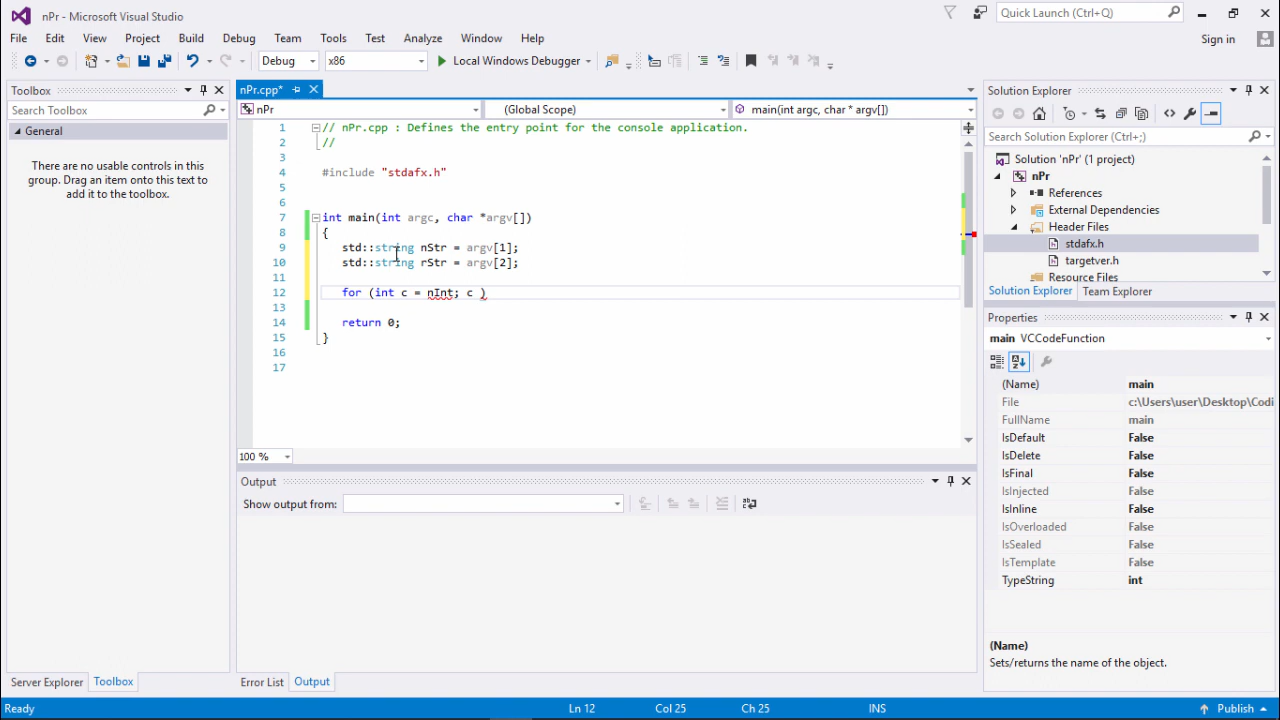 nPr - Microsoft Visual Studio
Quick Launch (Ctrl+Q)
File Edit View Project Build Debug Team Tools Test Analyze Window Help
Sign in
Debug x86 Local Windows Debugger
Toolbox
Search Toolbox
General
There are no usable controls in this
group. Drag an item onto this text to
add it to the toolbox.
Server Explorer Toolbox
nPr.cpp*
nPr (Global Scope) main(int argc, char * argv[])
1 // nPr.cpp : Defines the entry point for the console application.
2 //
3
4 #include "stdafx.h"
5
6
7 int main(int argc, char *argv[])
8 {
9 std::string nStr = argv[1];
10 std::string rStr = argv[2];
11
12 for (int c = nInt; c )
13
14 return 0;
15 }
16
17
100 %
Output
Show output from:
Error List Output
Solution Explorer
Search Solution Explorer (Ctrl+;)
Solution 'nPr' (1 project)
nPr
References
External Dependencies
Header Files
stdafx.h
targetver.h
Resource Files
Solution Explorer Team Explorer
Properties
main VCCodeFunction
(Name) main
File c:\Users\user\Desktop\Codi
FullName main
IsDefault False
IsDelete False
IsFinal False
IsInjected False
IsInline False
IsOverloaded False
IsSealed False
IsTemplate False
TypeString int
(Name)
Sets/returns the name of the object.
Ready Ln 12 Col 25 Ch 25 INS Publish